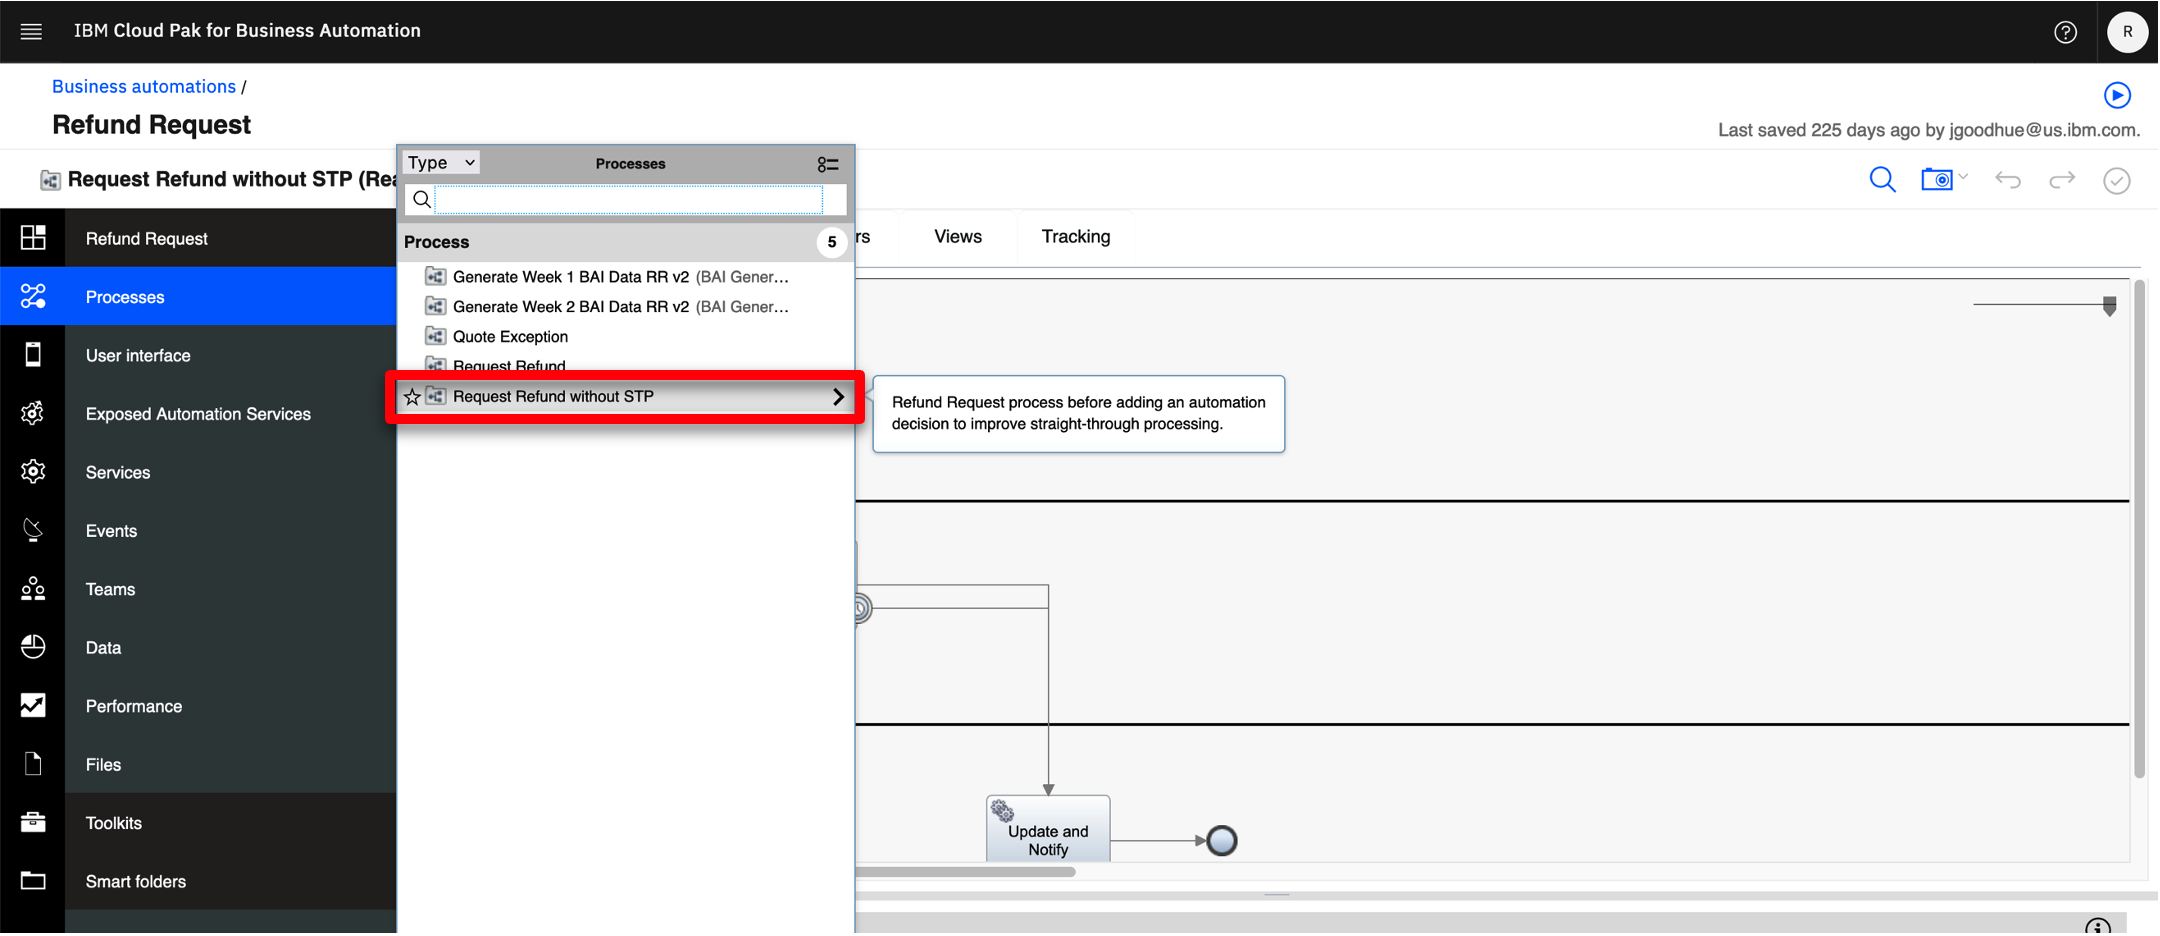 IBM Cloud Pak for Business Automation
R
Business automations /
Refund Request
Last saved 225 days ago by jgoodhue@us.ibm.com.
Request Refund without STP (Rea
Type
Processes
Refund Request
Process
5
rs
Views
Tracking
Processes
Generate Week 1 BAI Data RR v2 (BAI Gener...
Generate Week 2 BAI Data RR v2 (BAI Gener...
Quote Exception
Request Refund
Request Refund without STP
Refund Request process before adding an automation
decision to improve straight-through processing.
User interface
Exposed Automation Services
Services
Events
Teams
Data
Performance
Files
Toolkits
Smart folders
Update and
Notify